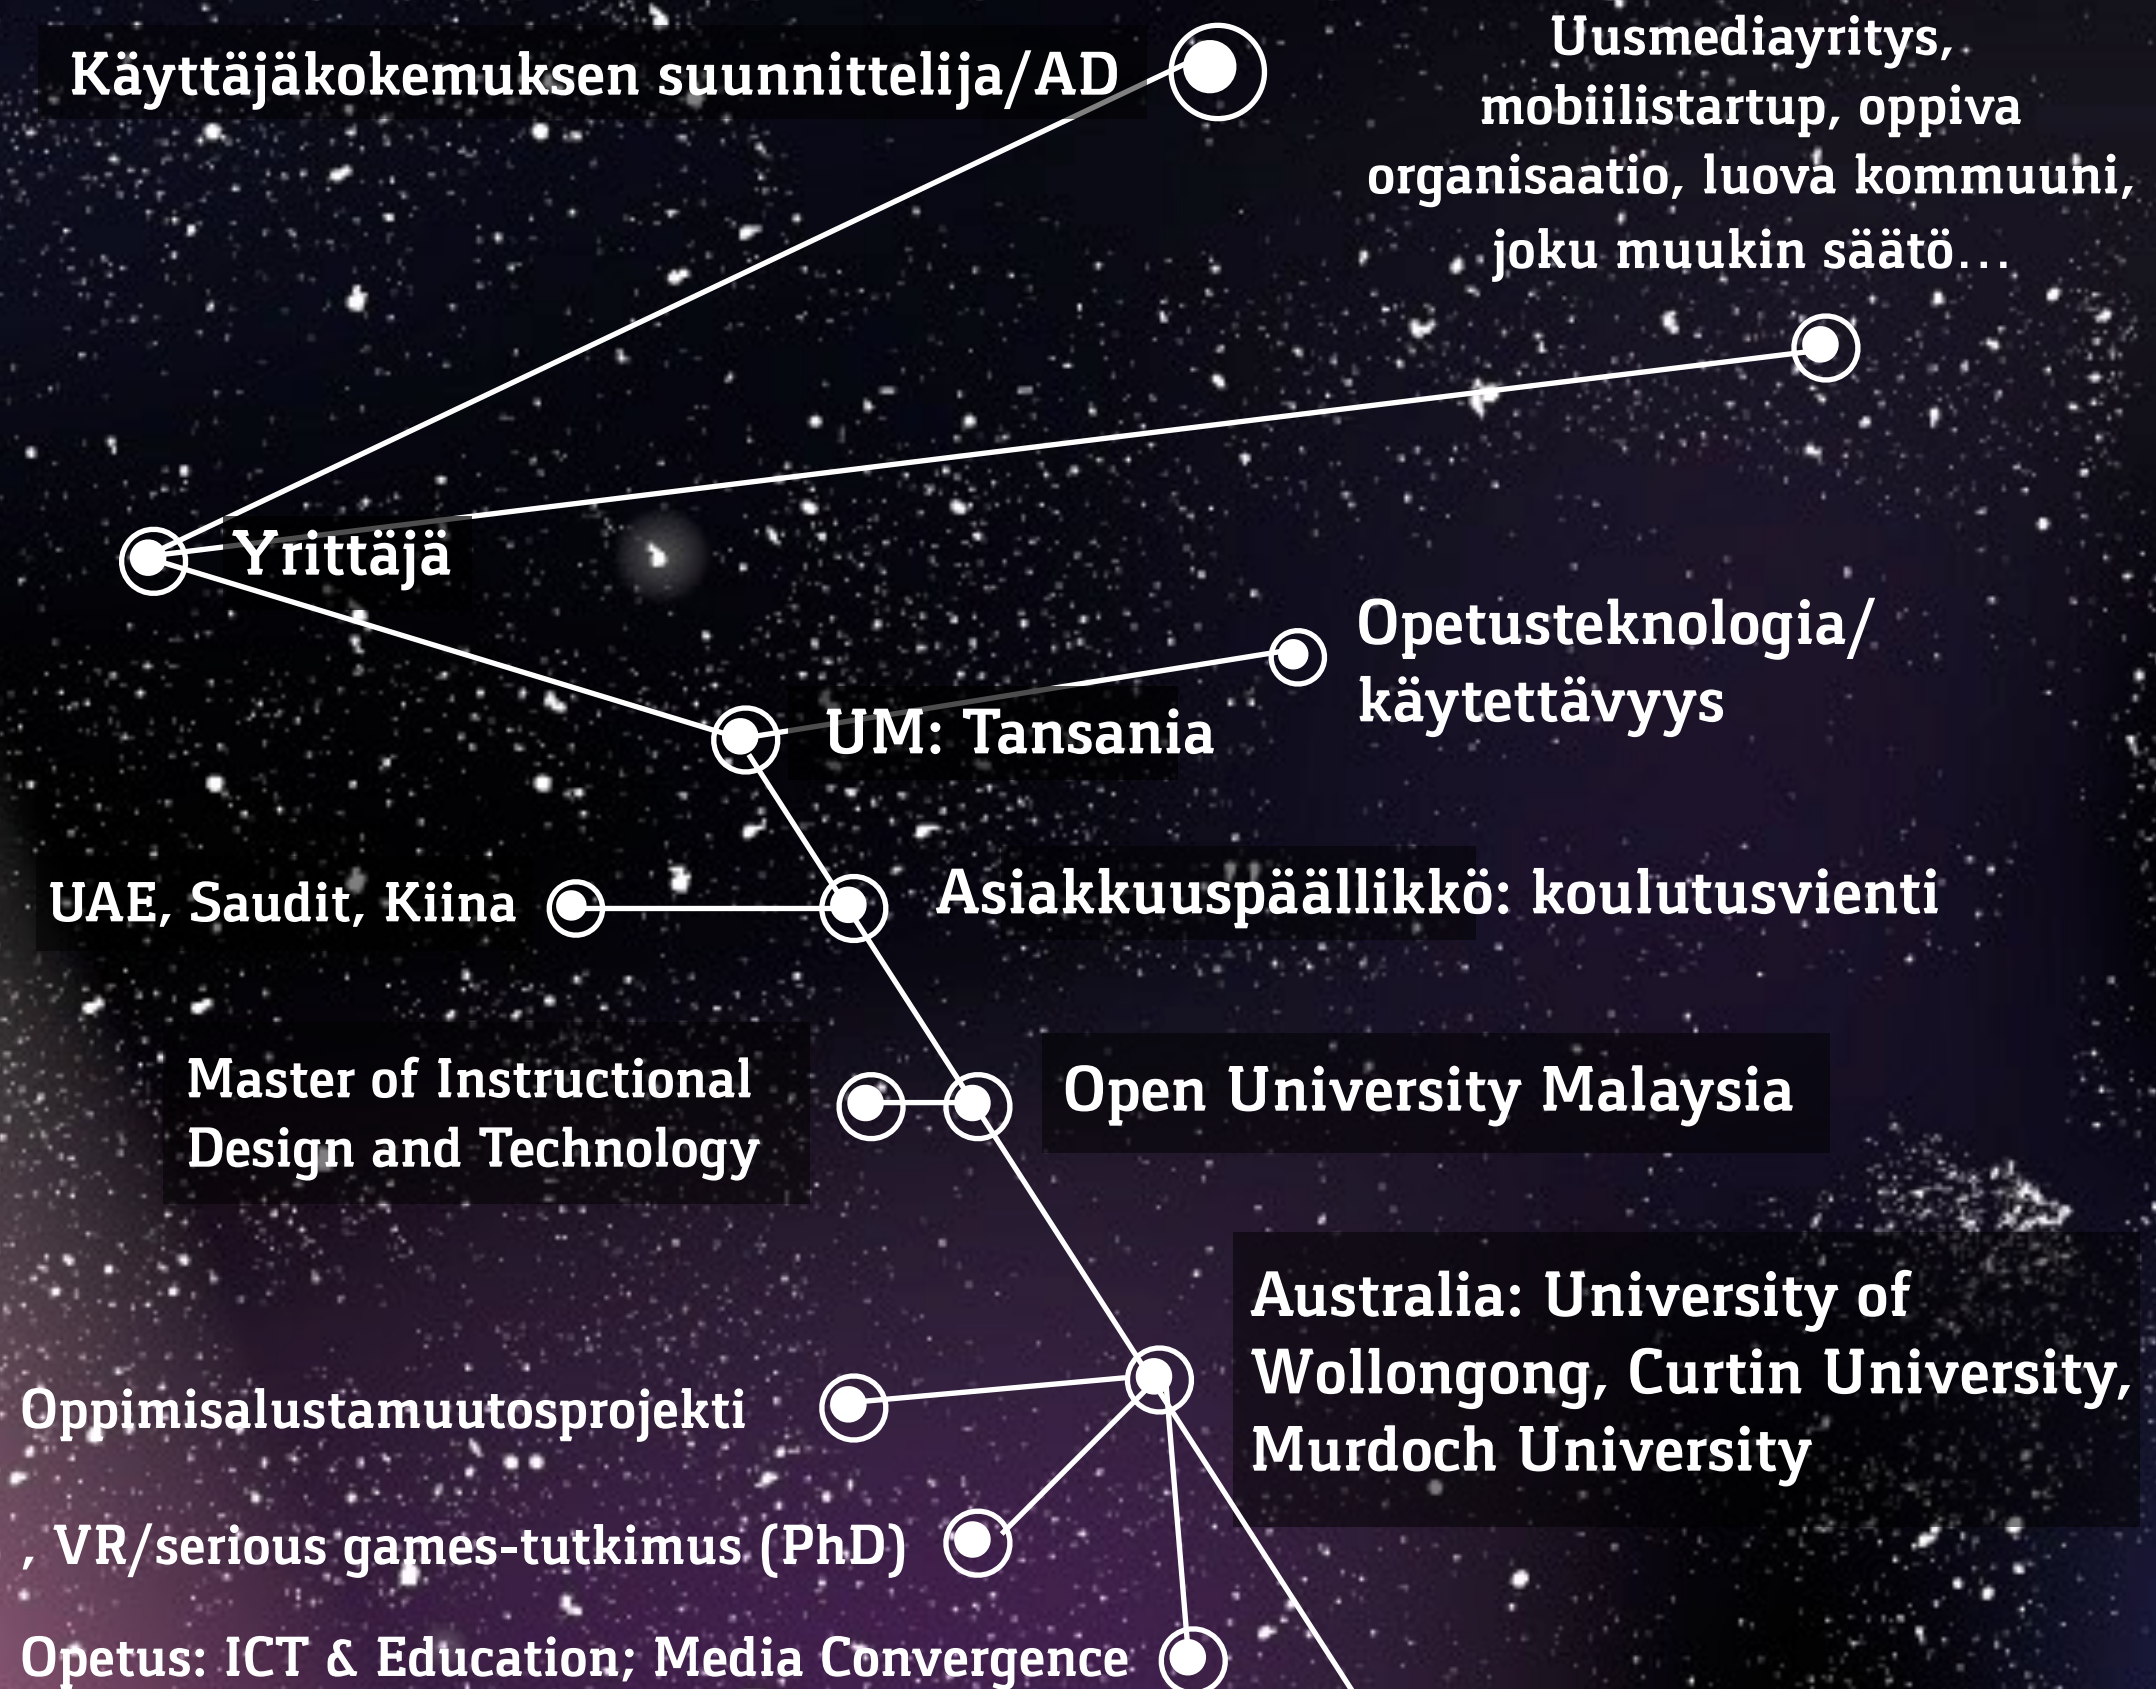 Käyttäjäkokemuksen suunnittelija/AD
Uusmediayritys,
mobiilistartup, oppiva
organisaatio, luova kommuuni,
joku muukin säätö...
Yrittäjä
Opetusteknologia/
käytettävyys
UM: Tansania
UAE, Saudit, Kiina
Asiakkuuspäällikkö: koulutusvienti
Master of Instructional
Design and Technology
Open University Malaysia
Australia: University of
Wollongong, Curtin University,
Murdoch University
Oppimisalustamuutosprojekti
, VR/serious games-tutkimus (PhD)
Opetus: ICT & Education; Media Convergence